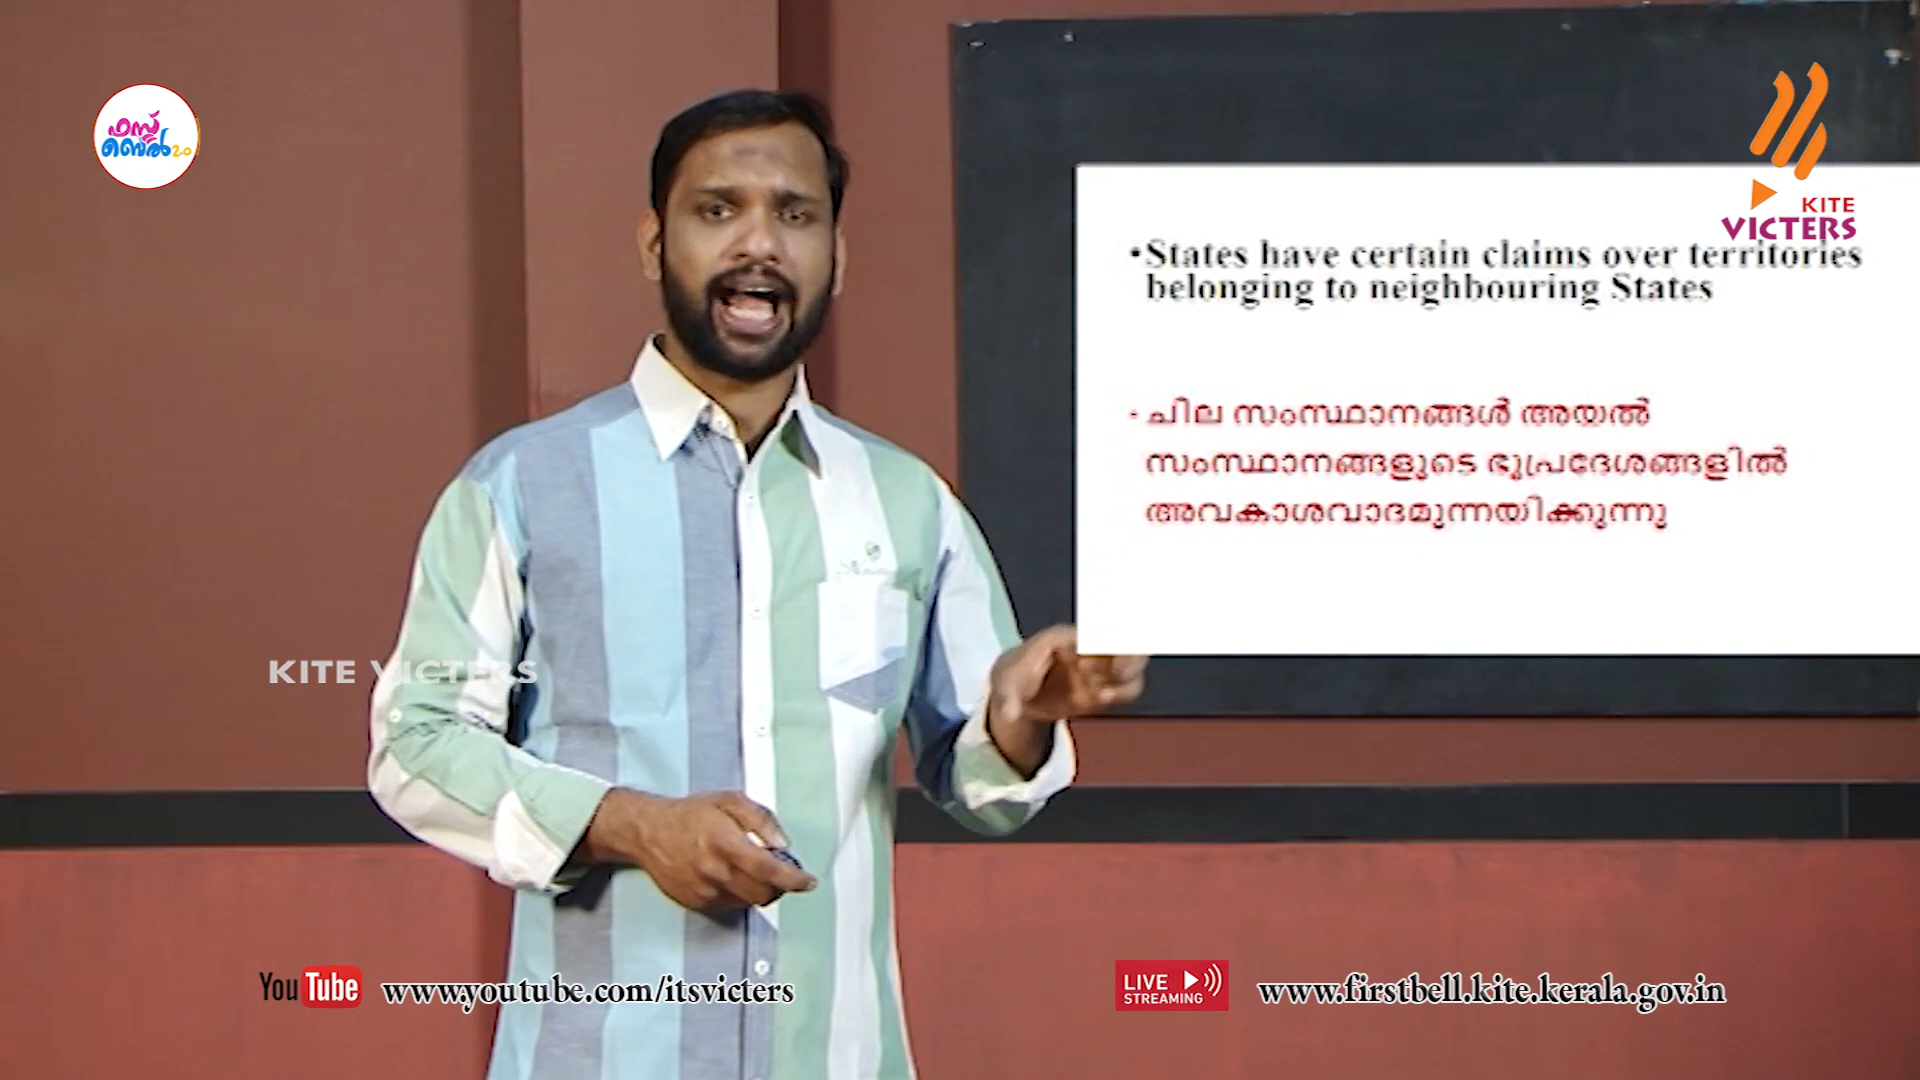 ഫസ്റ്റ്
ബെൽ 2.0
KITE
VICTERS
•States have certain claims over territories
belonging to neighbouring States
• ചില സംസ്ഥാനങ്ങൾ അയൽ
സംസ്ഥാനങ്ങളുടെ ഭൂപ്രദേശങ്ങളിൽ
അവകാശവാദമുന്നയിക്കുന്നു
KITE VICTERS
YouTube www.youtube.com/itsvicters
LIVE STREAMING www.firstbell.kite.kerala.gov.in